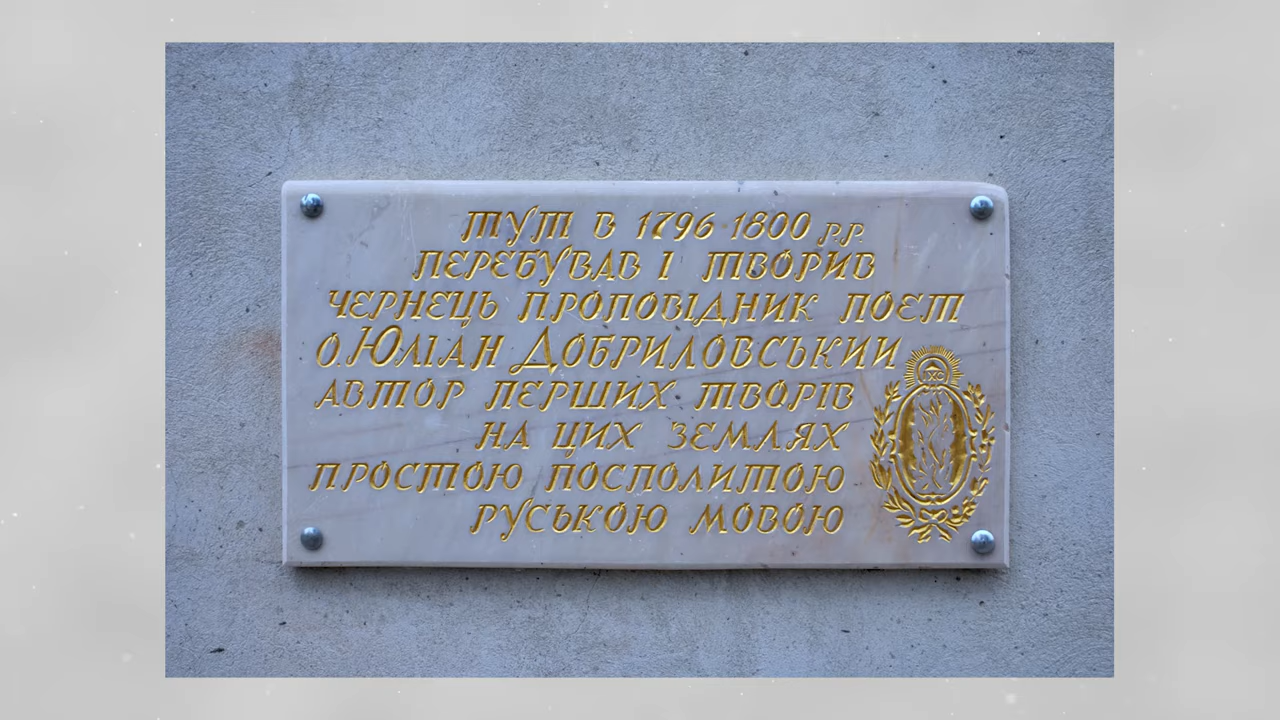 ТУТ В 1796-1800 Р.Р.
ПЕРЕБУВАВ І ТВОРИВ
ЧЕРНЕЦЬ ПРОПОВІДНИК ПОЕТ
О. ЮЛІАН ДОБРИЛОВСЬКИЙ
АВТОР ПЕРШИХ ТВОРІВ
НА ЦИХ ЗЕМЛЯХ
ПРОСТОЮ ПОСПОЛИТОЮ
РУСЬКОЮ МОВОЮ